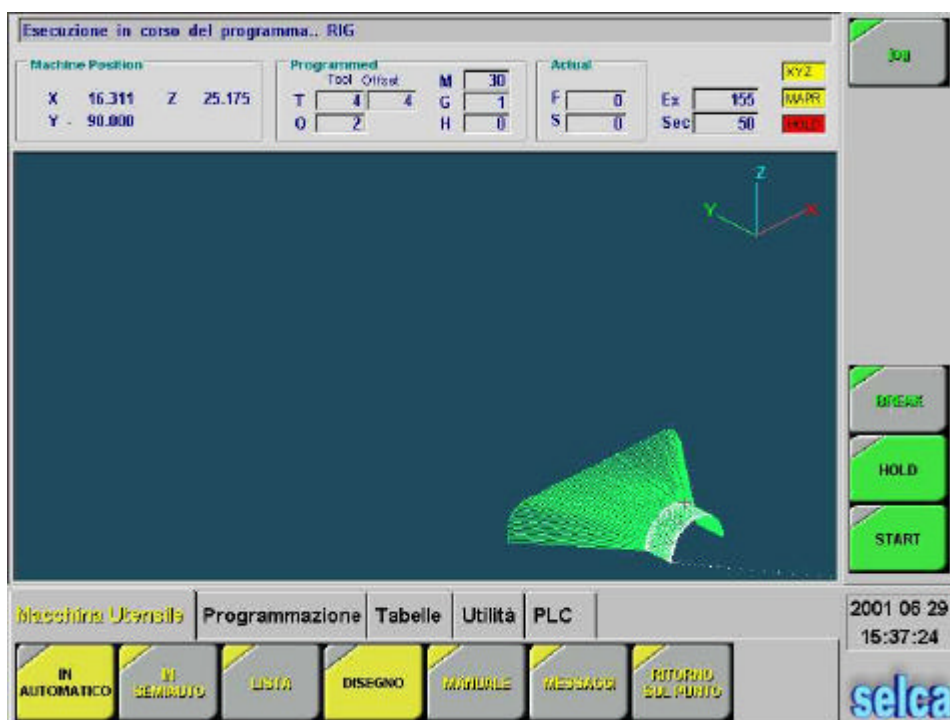 Esecuzione in corso del programma.. RIG
Machine Position
X 16.311 Z 25.175
Y - 90.000
Programmed
Tool Offset
T 4 4
O 2
M 30
G 1
H 0
Actual
F 0
S 0
Ex 155
Sec 50
XYZ
MAPR
HOLD
jog
Z
Y
X
BREAK
HOLD
START
Macchina Utensile
Programmazione
Tabelle
Utilità
PLC
IN AUTOMATICO
IN SEMIAUTO
LISTA
DISEGNO
MANUALE
MESSAGGI
RITORNO SUL PUNTO
2001 06 29
15:37:24
selca